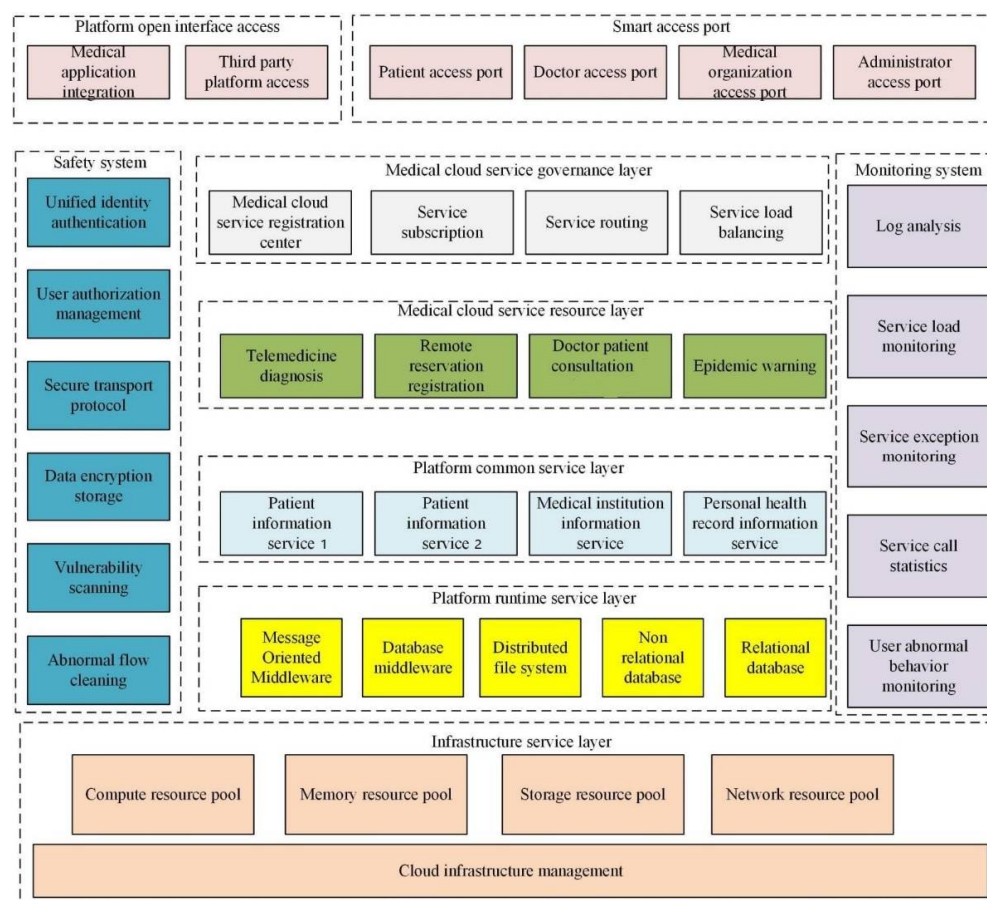 Platform open interface access
Medical
application
integration
Third party
platform access
Smart access port
Patient access port
Doctor access port
Medical
organization
access port
Administrator
access port
Safety system
Unified identity
authentication
User authorization
management
Secure transport
protocol
Data encryption
storage
Vulnerability
scanning
Abnormal flow
cleaning
Medical cloud service governance layer
Medical cloud
service registration
center
Service
subscription
Service routing
Service load
balancing
Medical cloud service resource layer
Telemedicine
diagnosis
Remote
reservation
registration
Doctor patient
consultation
Epidemic warning
Platform common service layer
Patient
information
service 1
Patient
information
service 2
Medical institution
information
service
Personal health
record information
service
Platform runtime service layer
Message
Oriented
Middleware
Database
middleware
Distributed
file system
Non
relational
database
Relational
database
Monitoring system
Log analysis
Service load
monitoring
Service exception
monitoring
Service call
statistics
User abnormal
behavior
monitoring
Infrastructure service layer
Compute resource pool
Memory resource pool
Storage resource pool
Network resource pool
Cloud infrastructure management